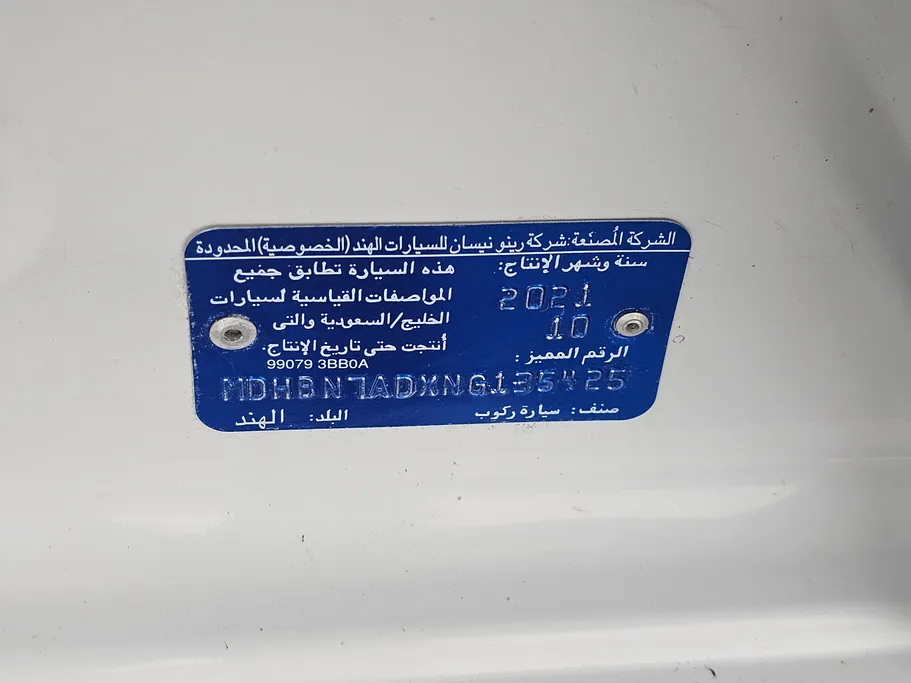 الشركة المُصنّعة:شركة رينو نيسان للسيارات الهند (الخصوصية) المحدودة
سنة وشهر الإنتاج:
2021
10
الرقم المميز :
هذه السيارة تطابق جميع
المواصفات القياسية لسيارات
الخليج/السعودية والتى
أنتجت حتى تاريخ الإنتاج.
99079 3BB0A
MDHBN7ADXNG135425
صنف: سيارة ركوب
البلد: الهند